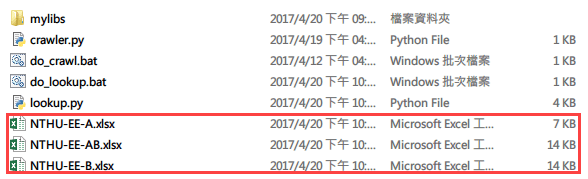 mylibs 2017/4/20 下午 09:... 檔案資料夾
crawler.py 2017/4/19 下午 04:... Python File 1 KB
do_crawl.bat 2017/4/12 下午 04:... Windows 批次檔案 1 KB
do_lookup.bat 2017/4/20 下午 10:... Windows 批次檔案 1 KB
lookup.py 2017/4/20 下午 10:... Python File 4 KB
NTHU-EE-A.xlsx 2017/4/20 下午 10:... Microsoft Excel 工... 7 KB
NTHU-EE-AB.xlsx 2017/4/20 下午 10:... Microsoft Excel 工... 14 KB
NTHU-EE-B.xlsx 2017/4/20 下午 10:... Microsoft Excel 工... 14 KB